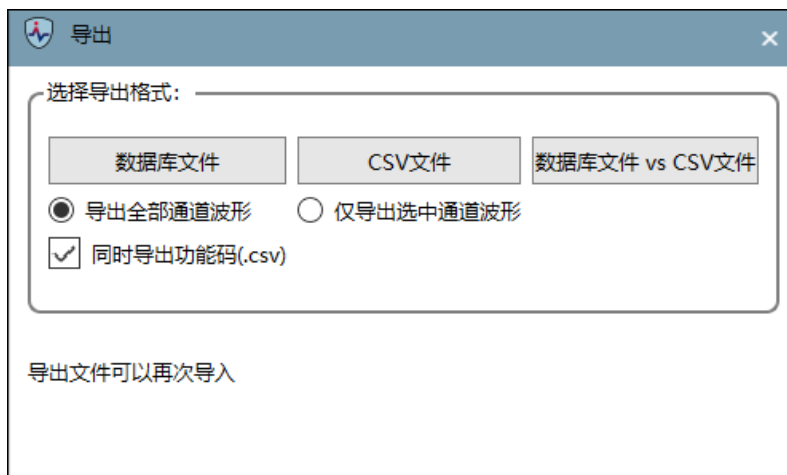 导出
选择导出格式：
数据库文件 CSV文件 数据库文件 vs CSV文件
导出全部通道波形 仅导出选中通道波形
同时导出功能码(.csv)
导出文件可以再次导入